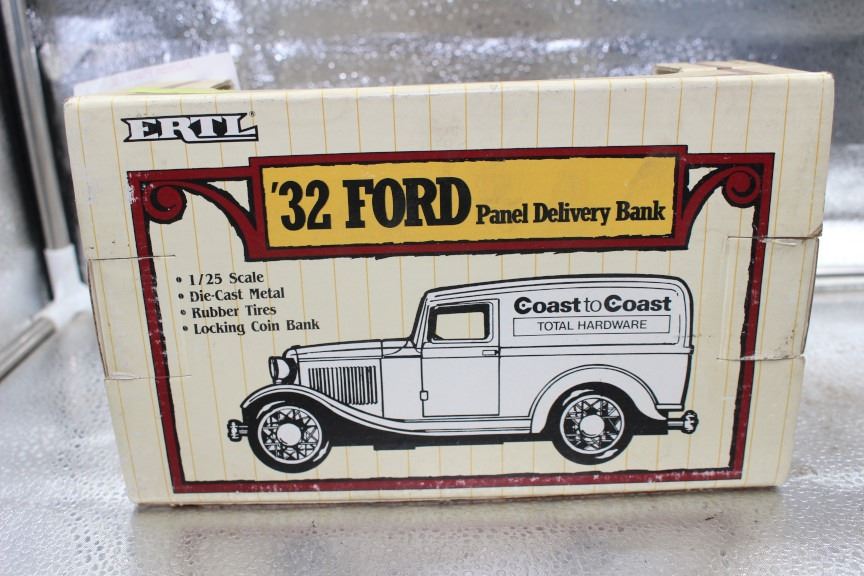 ERTL®
'32 FORD Panel Delivery Bank
• 1/25 Scale
• Die-Cast Metal
• Rubber Tires
• Locking Coin Bank
Coast to Coast
TOTAL HARDWARE